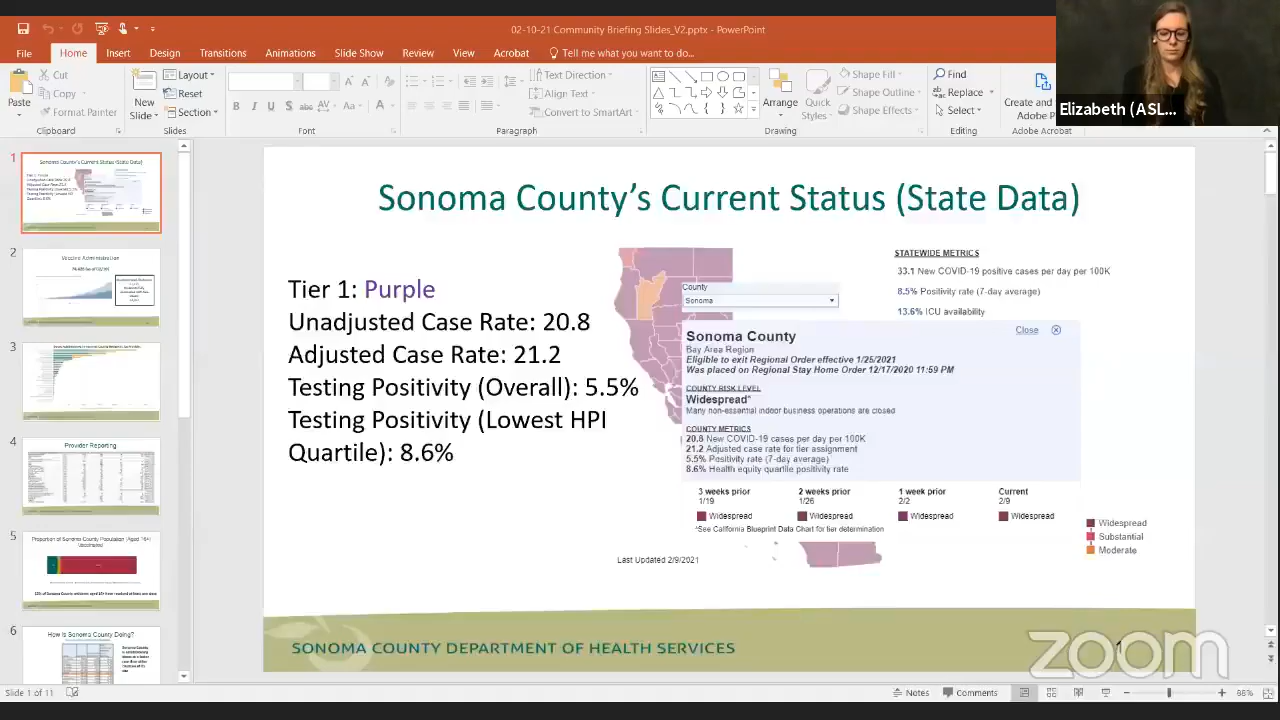 02-10-21 Community Briefing Slides_V2.pptx - PowerPoint
File Home Insert Design Transitions Animations Slide Show Review View Acrobat Tell me what you want to do...
Elizabeth (ASL...
Paste
Cut
Copy
Format Painter
Clipboard
New Slide
Layout
Reset
Section
Slides
Font
Text Direction
Align Text
Convert to SmartArt
Paragraph
Arrange
Quick Styles
Shape Fill
Shape Outline
Shape Effects
Drawing
Find
Replace
Select
Editing
Create and
Adobe P
Adobe Acrobat
1
Sonoma County's Current Status (State Data)
2
Vaccine Administration
3
4
Provider Reporting
5
Proportion of Sonoma County Population (Aged 16+)
Vaccinated
6
How Is Sonoma County Doing?
Sonoma County's Current Status (State Data)
Tier 1: Purple
Unadjusted Case Rate: 20.8
Adjusted Case Rate: 21.2
Testing Positivity (Overall): 5.5%
Testing Positivity (Lowest HPI
Quartile): 8.6%
STATEWIDE METRICS
33.1 New COVID-19 positive cases per day per 100K
8.5% Positivity rate (7-day average)
13.6% ICU availability
County
Sonoma
Close
Sonoma County
Bay Area Region
Eligible to exit Regional Order effective 1/25/2021
Was placed on Regional Stay Home Order 12/17/2020 11:59 PM
COUNTY RISK LEVEL
Widespread*
Many non-essential indoor business operations are closed
COUNTY METRICS
20.8 New COVID-19 cases per day per 100K
21.2 Adjusted case rate for tier assignment
5.5% Positivity rate (7-day average)
8.6% Health equity quartile positivity rate
3 weeks prior 2 weeks prior 1 week prior Current
1/19 1/26 2/2 2/9
Widespread Widespread Widespread Widespread
*See California Blueprint Data Chart for tier determination
Last Updated 2/9/2021
Widespread
Substantial
Moderate
SONOMA COUNTY DEPARTMENT OF HEALTH SERVICES
1
zoom
Slide 1 of 11
Notes Comments 66%